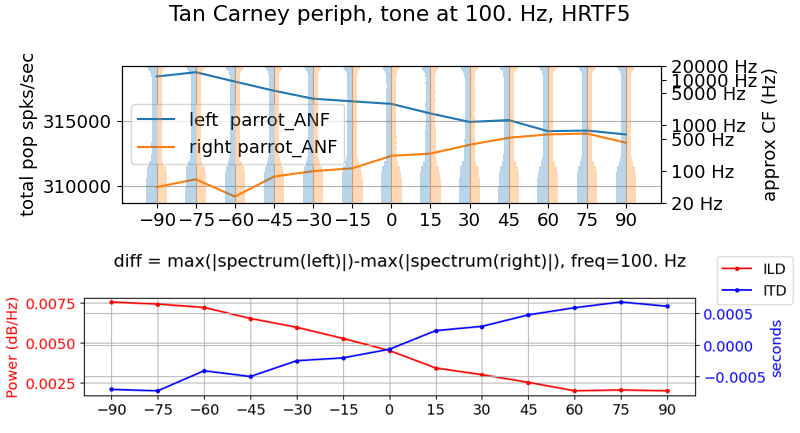 Tan Carney periph, tone at 100. Hz, HRTF5
total pop spks/sec
315000
310000
left  parrot_ANF
right parrot_ANF
20000 Hz
10000 Hz
5000 Hz
1000 Hz
500 Hz
100 Hz
20 Hz
approx CF (Hz)
−90 −75 −60 −45 −30 −15 0 15 30 45 60 75 90
diff = max(|spectrum(left)|)-max(|spectrum(right)|), freq=100. Hz
ILD
ITD
Power (dB/Hz)
0.0075
0.0050
0.0025
0.0005
0.0000
−0.0005
seconds
−90 −75 −60 −45 −30 −15 0 15 30 45 60 75 90